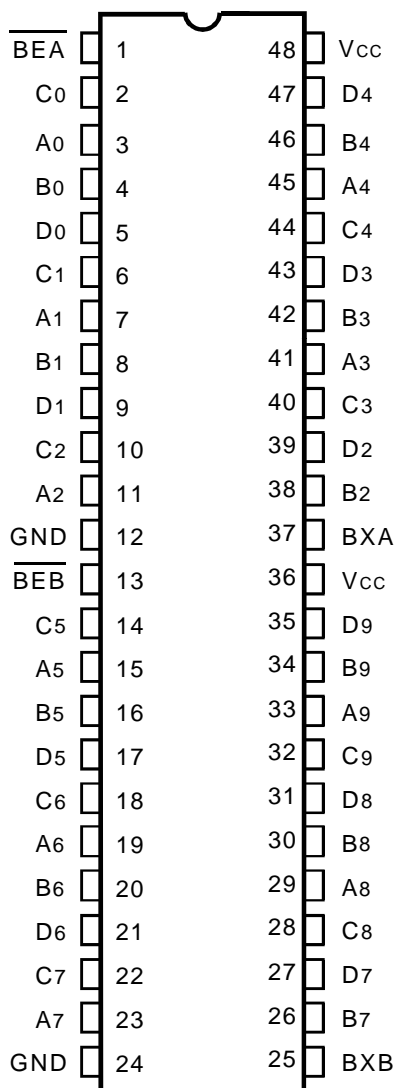 BEA 1 48 Vcc
C0 2 47 D4
A0 3 46 B4
B0 4 45 A4
D0 5 44 C4
C1 6 43 D3
A1 7 42 B3
B1 8 41 A3
D1 9 40 C3
C2 10 39 D2
A2 11 38 B2
GND 12 37 BXA
BEB 13 36 Vcc
C5 14 35 D9
A5 15 34 B9
B5 16 33 A9
D5 17 32 C9
C6 18 31 D8
A6 19 30 B8
B6 20 29 A8
D6 21 28 C8
C7 22 27 D7
A7 23 26 B7
GND 24 25 BXB